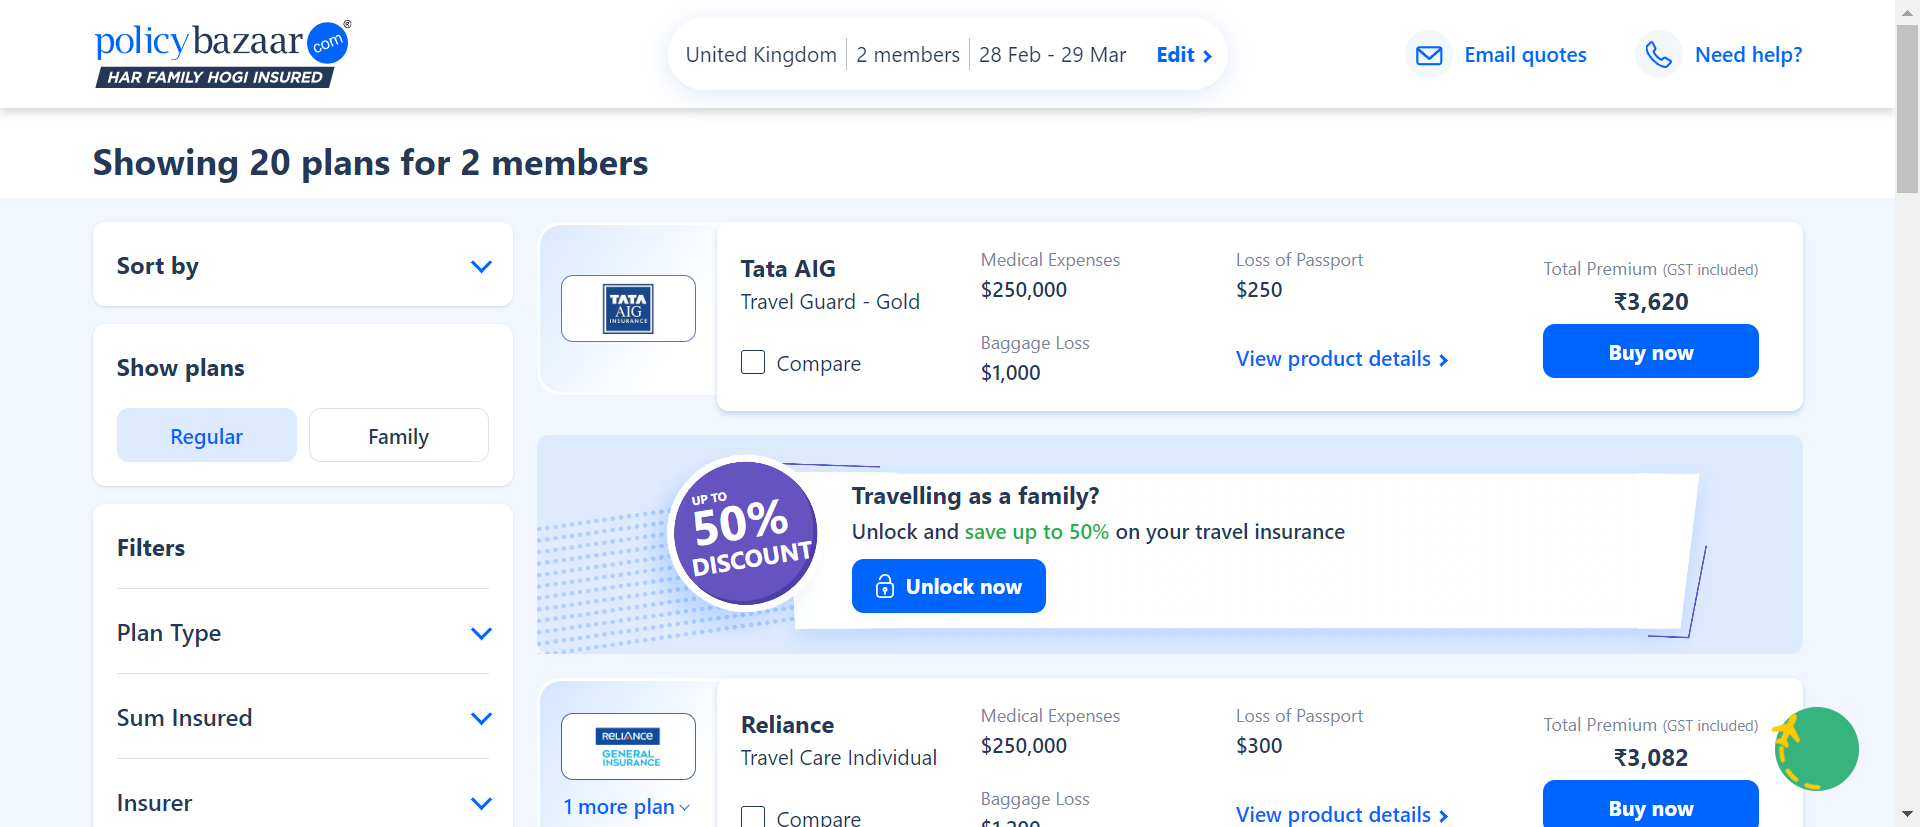 policybazaar.com®
HAR FAMILY HOGI INSURED
United Kingdom 2 members 28 Feb - 29 Mar Edit
Email quotes
Need help?
Showing 20 plans for 2 members
Sort by
Show plans
Regular
Family
Filters
Plan Type
Sum Insured
Insurer
TATA
AIG
INSURANCE
Tata AIG
Travel Guard - Gold
Compare
Medical Expenses
$250,000
Baggage Loss
$1,000
Loss of Passport
$250
View product details
Total Premium (GST included)
₹3,620
Buy now
UP TO
50%
DISCOUNT
Travelling as a family?
Unlock and save up to 50% on your travel insurance
Unlock now
RELIANCE
GENERAL
INSURANCE
1 more plan
Reliance
Travel Care Individual
Compare
Medical Expenses
$250,000
Baggage Loss
$1,200
Loss of Passport
$300
View product details
Total Premium (GST included)
₹3,082
Buy now